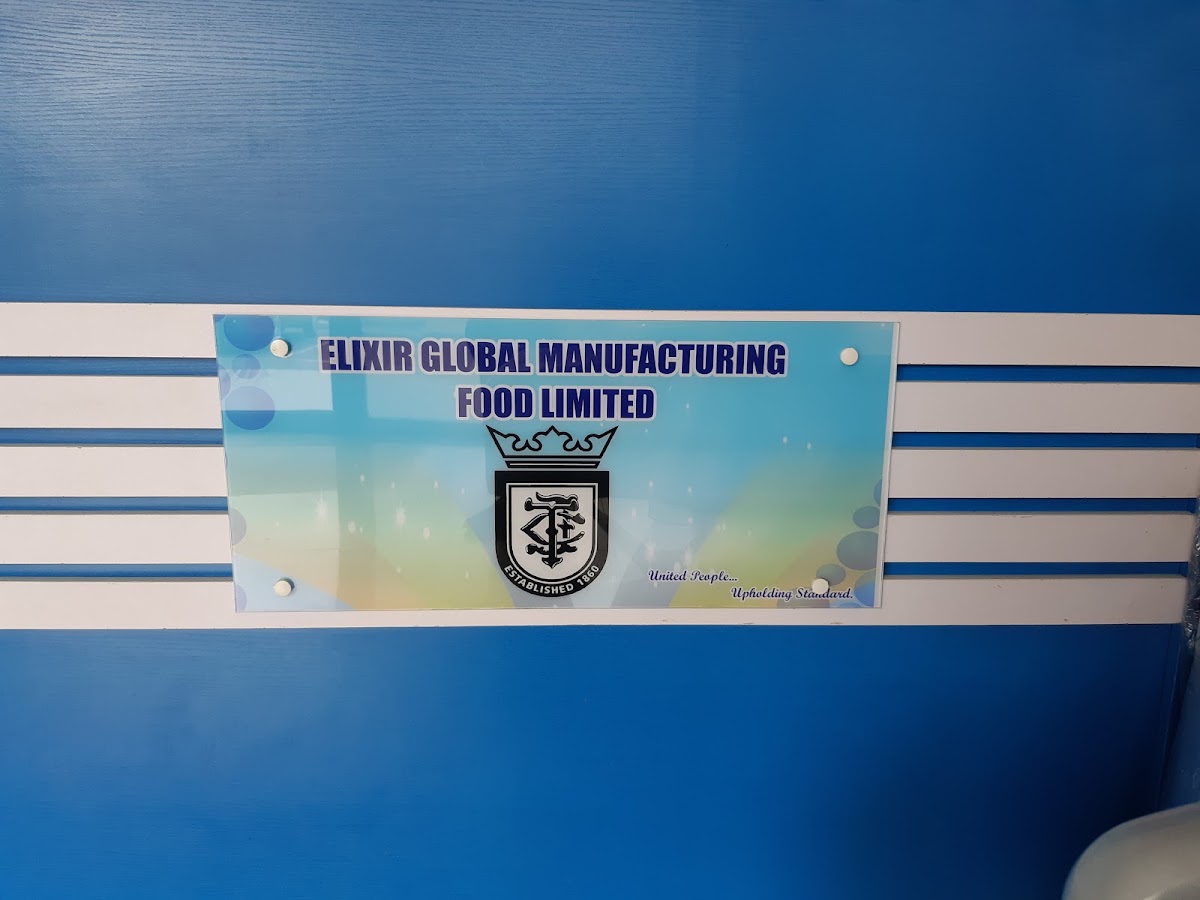 ELIXIR GLOBAL MANUFACTURING
FOOD LIMITED
ESTABLISHED 1860
United People...
Upholding Standard.